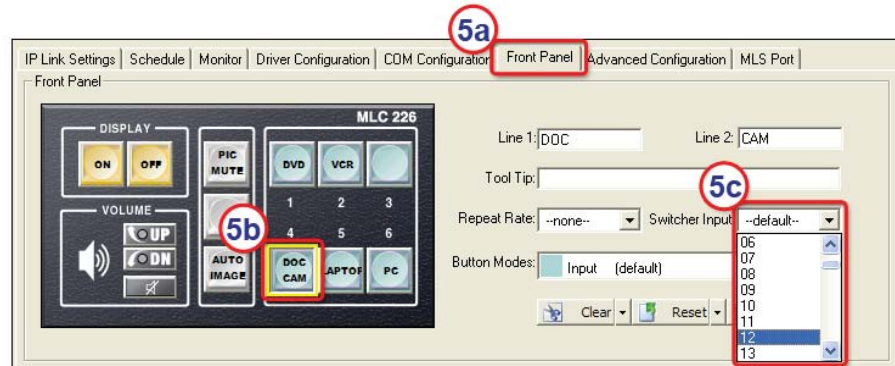 5a
IP Link Settings Schedule Monitor Driver Configuration COM Configuration Front Panel Advanced Configuration MLS Port
Front Panel
MLC 226
DISPLAY
ON OFF
PIC MUTE
DVD VCR
1 2 3
VOLUME
UP
DN
5b
4 5 6
AUTO IMAGE
DOC CAM
LAPTOP
PC
Line 1: DOC Line 2: CAM
Tool Tip:
5c
Repeat Rate: --none-- Switcher Input --default--
Button Modes: Input (default)
Clear Reset
06
07
08
09
10
11
12
13